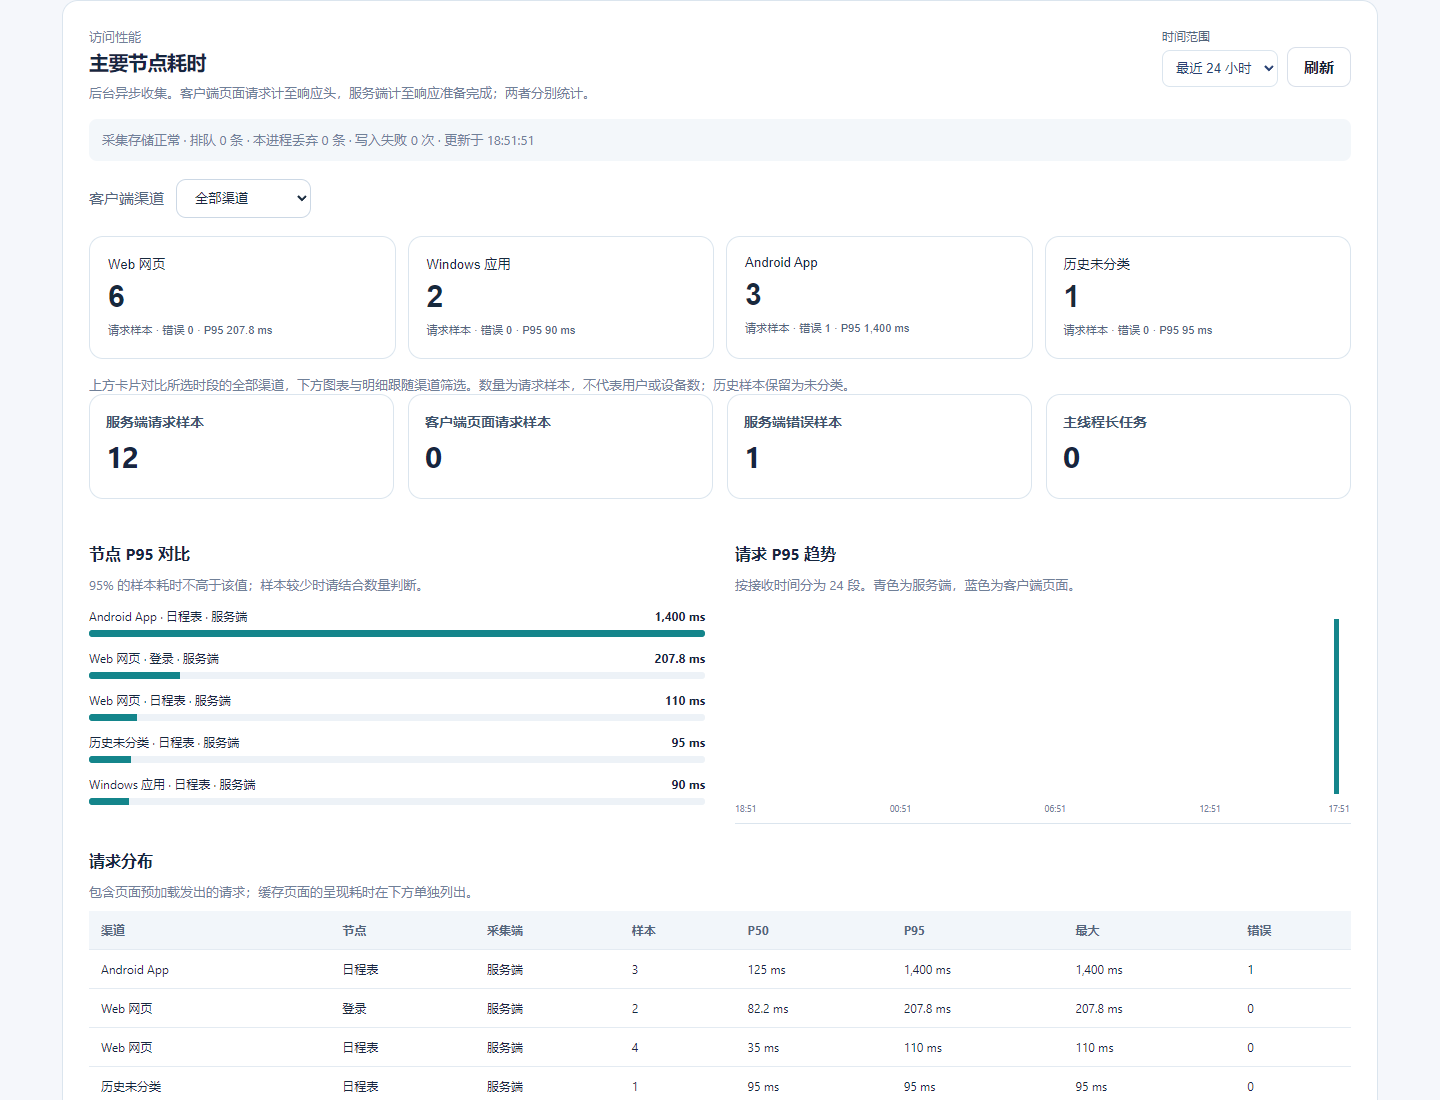 访问性能
主要节点耗时
后台异步收集。客户端页面请求计至响应头，服务端计至响应准备完成；两者分别统计。
时间范围
最近 24 小时
刷新
采集存储正常 · 排队 0 条 · 本进程丢弃 0 条 · 写入失败 0 次 · 更新于 18:51:51
客户端渠道
全部渠道
Web 网页
6
请求样本 · 错误 0 · P95 207.8 ms
Windows 应用
2
请求样本 · 错误 0 · P95 90 ms
Android App
3
请求样本 · 错误 1 · P95 1,400 ms
历史未分类
1
请求样本 · 错误 0 · P95 95 ms
上方卡片对比所选时段的全部渠道，下方图表与明细跟随渠道筛选。数量为请求样本，不代表用户或设备数；历史样本保留为未分类。
服务端请求样本
12
客户端页面请求样本
0
服务端错误样本
1
主线程长任务
0
节点 P95 对比
95% 的样本耗时不高于该值；样本较少时请结合数量判断。
Android App · 日程表 · 服务端 1,400 ms
Web 网页 · 登录 · 服务端 207.8 ms
Web 网页 · 日程表 · 服务端 110 ms
历史未分类 · 日程表 · 服务端 95 ms
Windows 应用 · 日程表 · 服务端 90 ms
请求 P95 趋势
按接收时间分为 24 段。青色为服务端，蓝色为客户端页面。
18:51 00:51 06:51 12:51 17:51
请求分布
包含页面预加载发出的请求；缓存页面的呈现耗时在下方单独列出。
渠道 节点 采集端 样本 P50 P95 最大 错误
Android App 日程表 服务端 3 125 ms 1,400 ms 1,400 ms 1
Web 网页 登录 服务端 2 82.2 ms 207.8 ms 207.8 ms 0
Web 网页 日程表 服务端 4 35 ms 110 ms 110 ms 0
历史未分类 日程表 服务端 1 95 ms 95 ms 95 ms 0